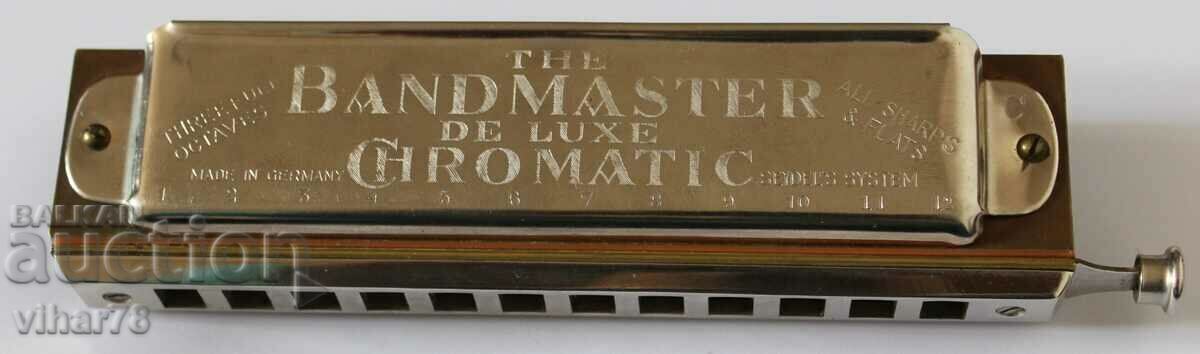 THE
BANDMASTER
DE LUXE
CHROMATIC
THREE FULL
OCTAVES
ALL SHARPS
& FLATS
C
MADE IN GERMANY
SEYDEL'S SYSTEM
1 2 3 4 5 6 7 8 9 10 11 12
BALKAN
auction
vihar78